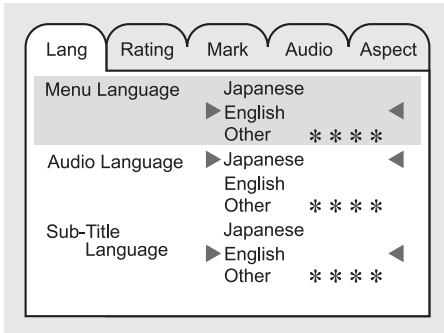 Lang Rating Mark Audio Aspect
Menu Language Japanese
▶English ◀
Other ＊＊＊＊
Audio Language ▶Japanese ◀
English
Other ＊＊＊＊
Sub-Title Japanese
Language ▶English ◀
Other ＊＊＊＊